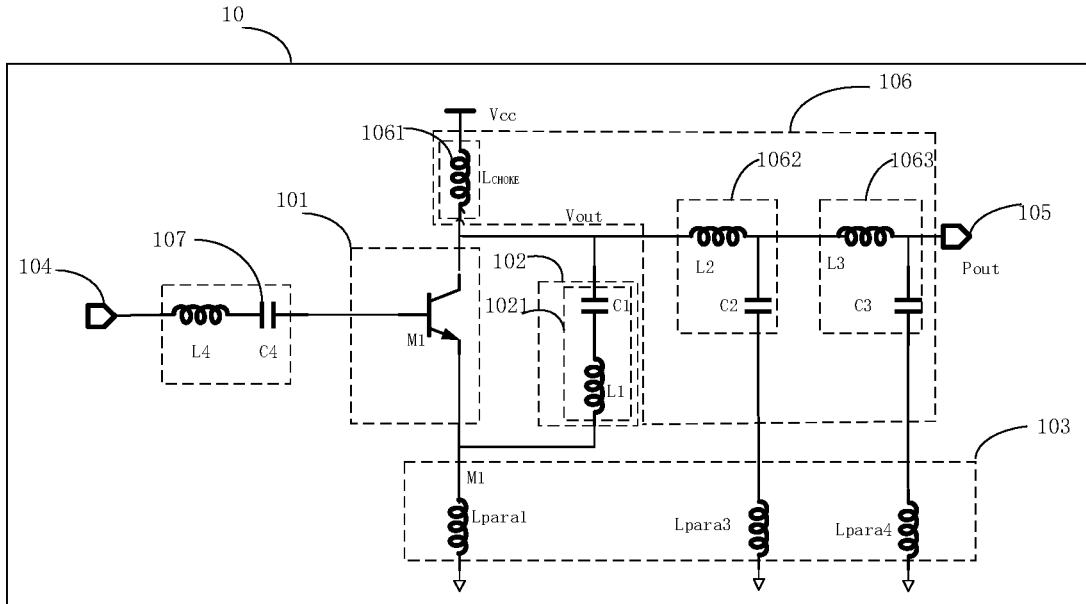 10
106
Vcc
1061
1062
1063
LCHOKE
101
Vout
105
107
102
104
L2
L3
Pout
1021
C1
C2
C3
M1
L4
C4
L1
103
M1
Lpara1
Lpara3
Lpara4